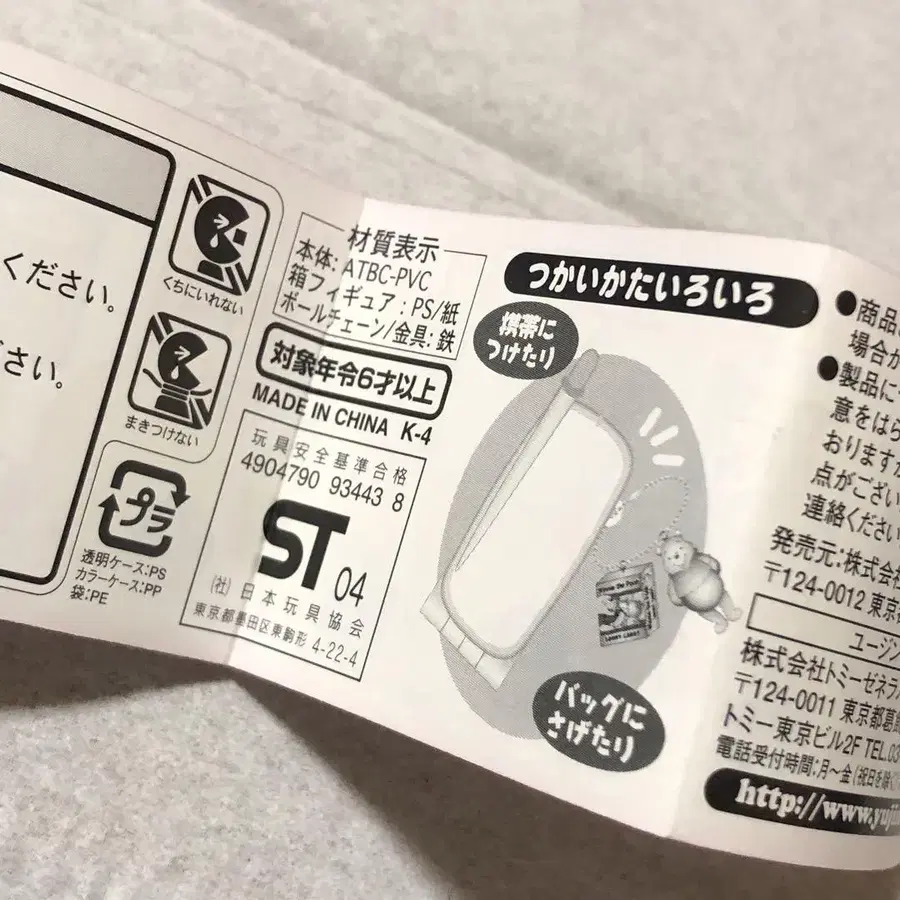 ください。
ださい。
くちにいれない
まきつけない
プラ
透明ケース:PS
カラーケース:PP
袋:PE
材質表示
本体:ATBC-PVC
箱フィギュア:PS/紙
ボールチェーン/金具:鉄
対象年令6才以上
MADE IN CHINA K-4
玩具安全基準合格
4904790 93443 8
ST 04
(社)日本玩具協会
東京都墨田区東駒形 4-22-4
つかいかたいろいろ
携帯に
つけたり
バッグに
さげたり
●商品
場合が
●製品に
意をはら
おりますが
点がござい
連絡ください
発売元:株式会社
〒124-0012 東京都
ユージン
株式会社トミーゼネラル
〒124-0011 東京都葛飾
トミー東京ビル2F TEL.03
電話受付時間:月〜金(祝日を除く
http://www.yujin